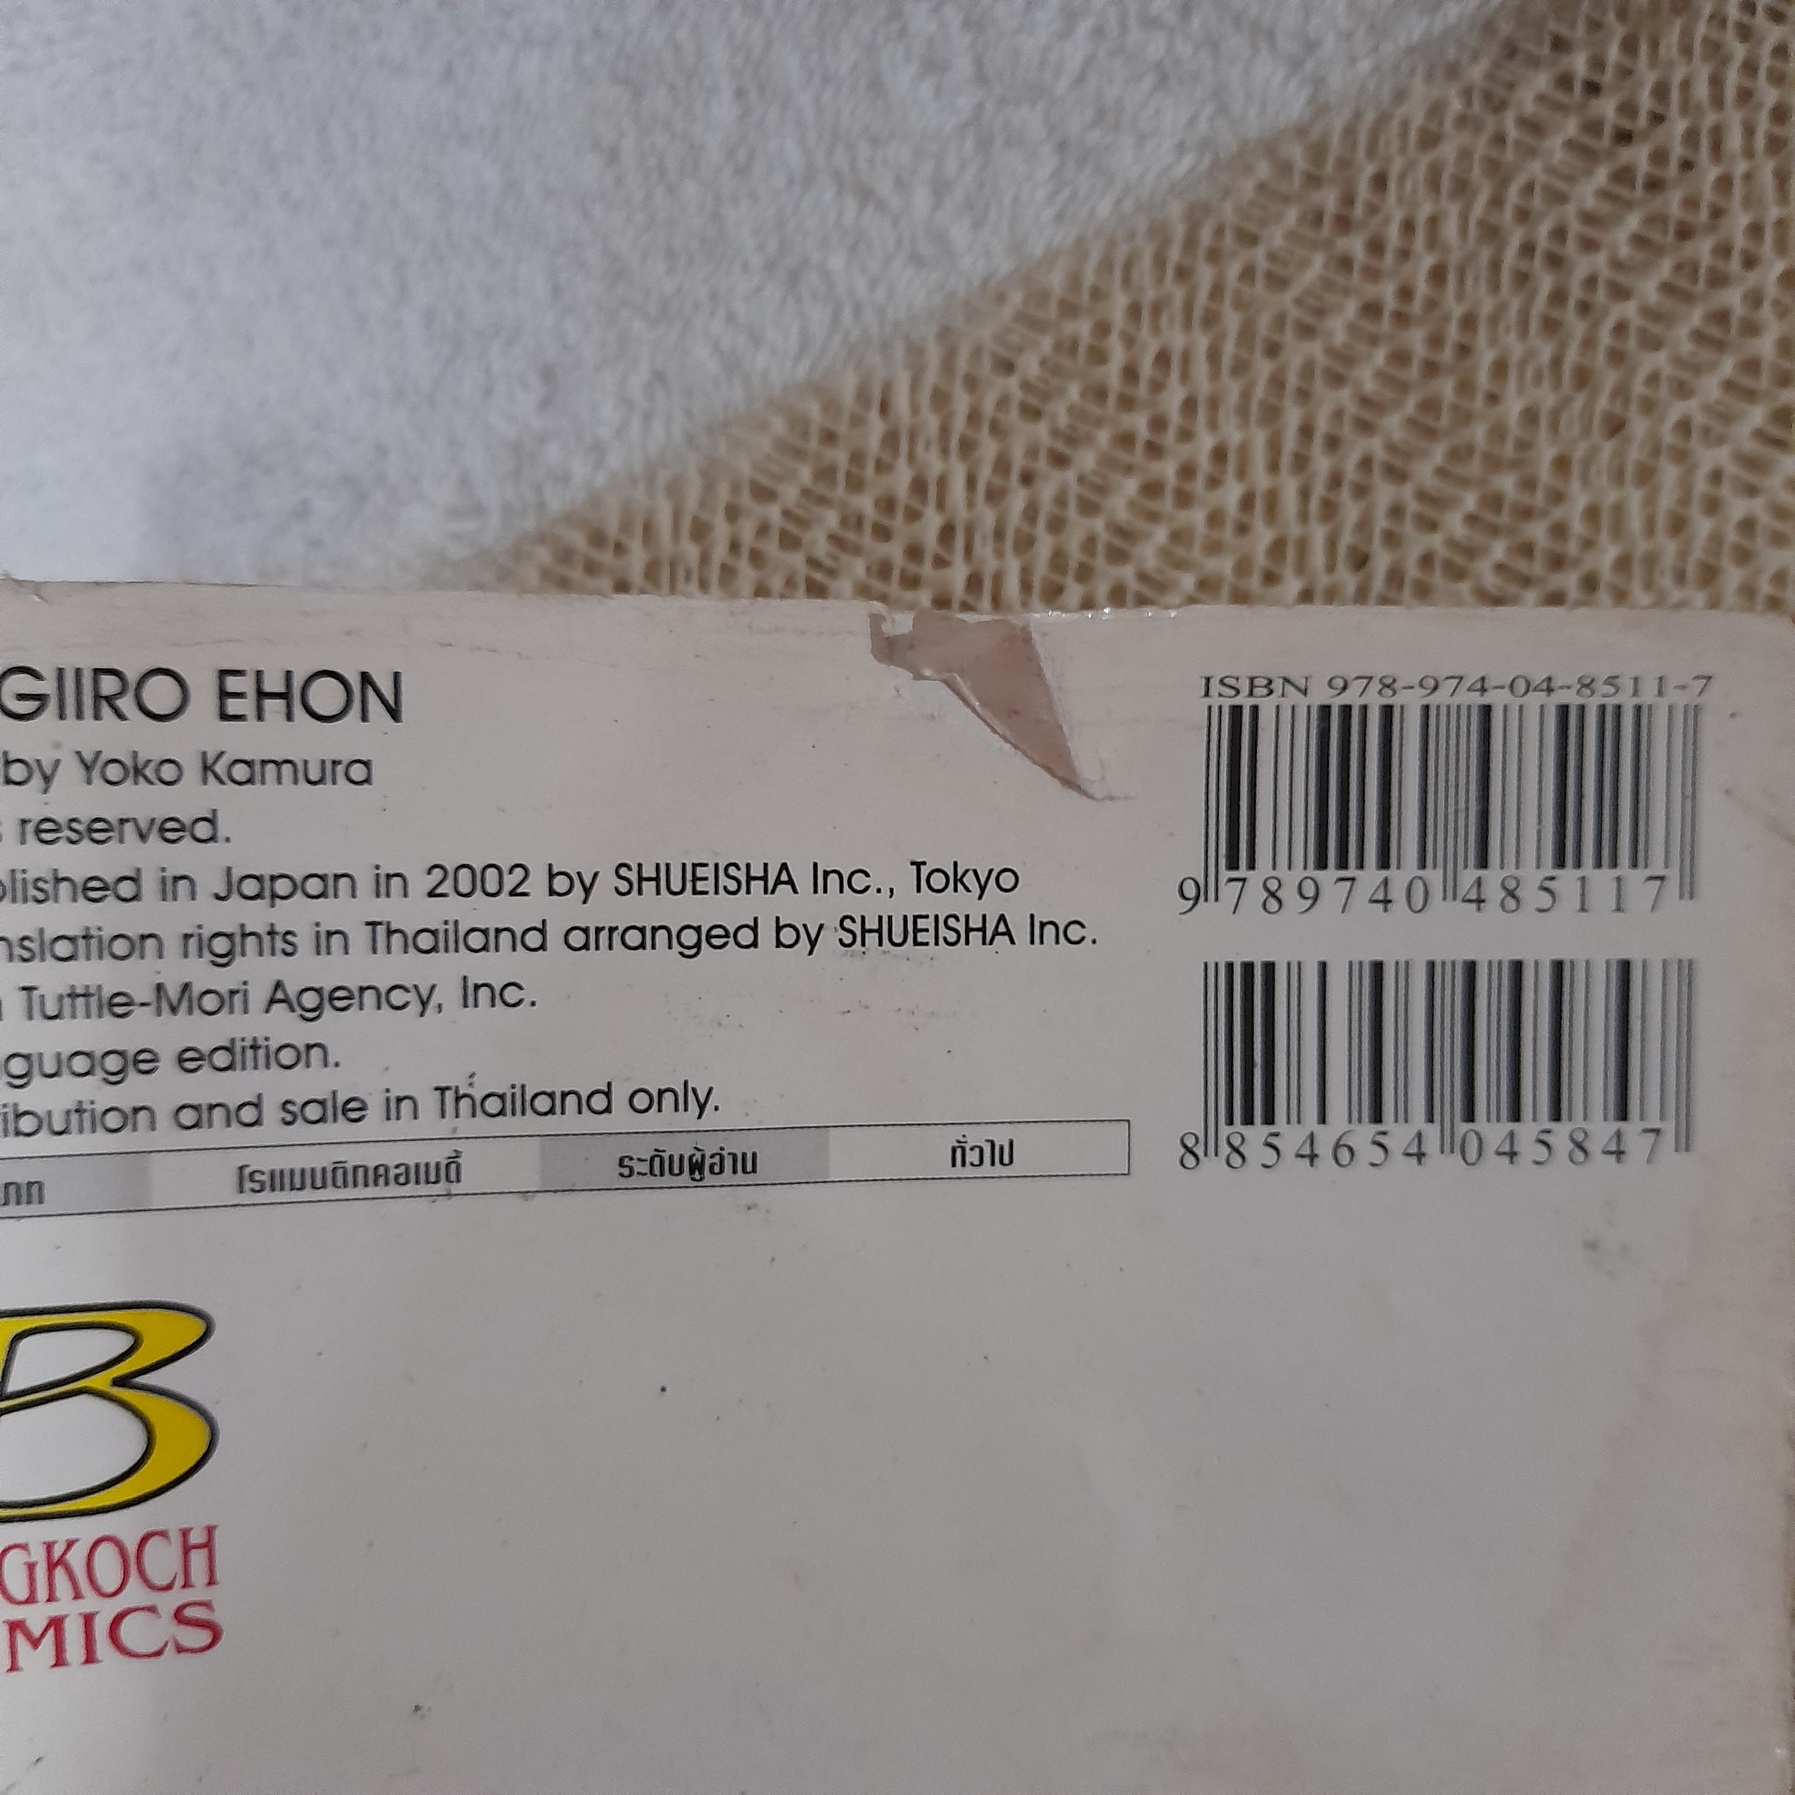 GIIRO EHON
by Yoko Kamura
reserved.
blished in Japan in 2002 by SHUEISHA Inc., Tokyo
nslation rights in Thailand arranged by SHUEISHA Inc.
Tuttle-Mori Agency, Inc.
guage edition.
ibution and sale in Thailand only.
ภท โรแมนติกคอเมดี้ ระดับผู้อ่าน ทั่วไป
ISBN 978-974-04-8511-7
9 789740 485117
8 854654 045847
B
GKOCH
MICS